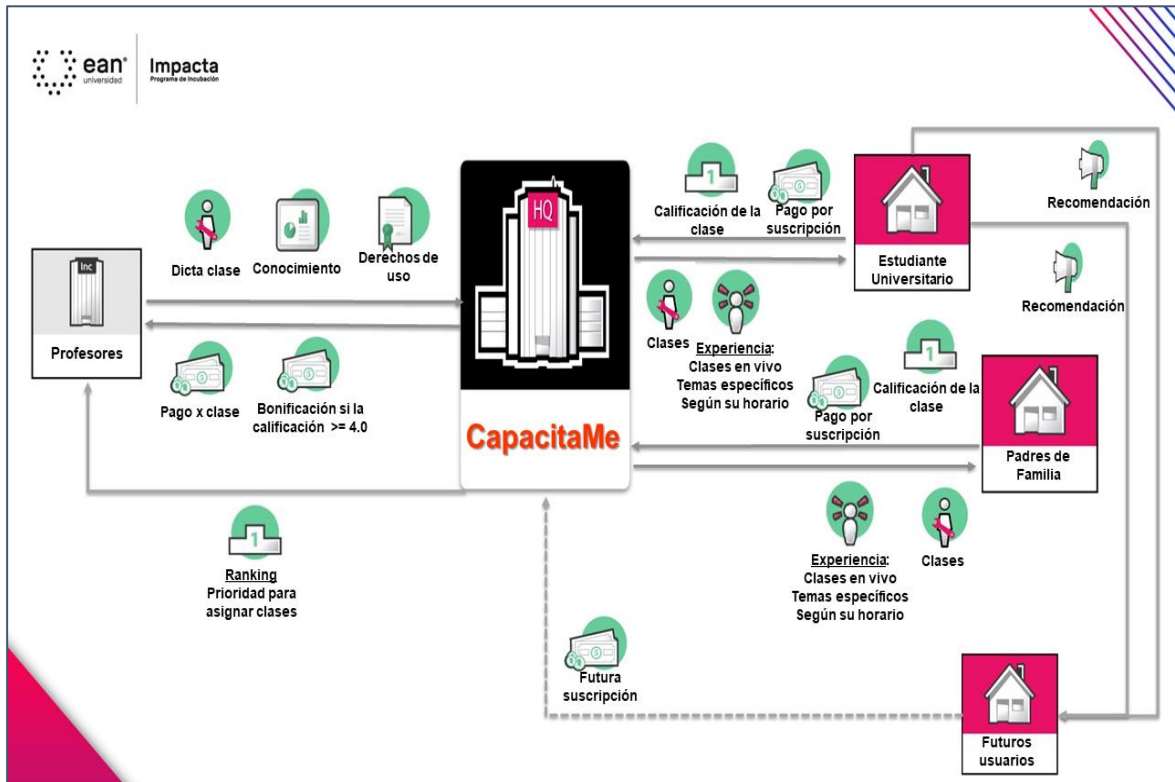 ean®
universidad
Impacta
Programa de Incubación
Dicta clase
Conocimiento
Derechos de
uso
Inc
Profesores
Pago x clase
Bonificación si la
calificación >= 4.0
Ranking
Prioridad para
asignar clases
1
HQ
CapacitaMe
1
Calificación de la
clase
Pago por
suscripción
Estudiante
Universitario
Recomendación
Recomendación
Clases
Experiencia:
Clases en vivo
Temas específicos
Según su horario
Pago por
suscripción
1
Calificación de la
clase
Padres de
Familia
Experiencia:
Clases en vivo
Temas específicos
Según su horario
Clases
Futura
suscripción
Futuros
usuarios